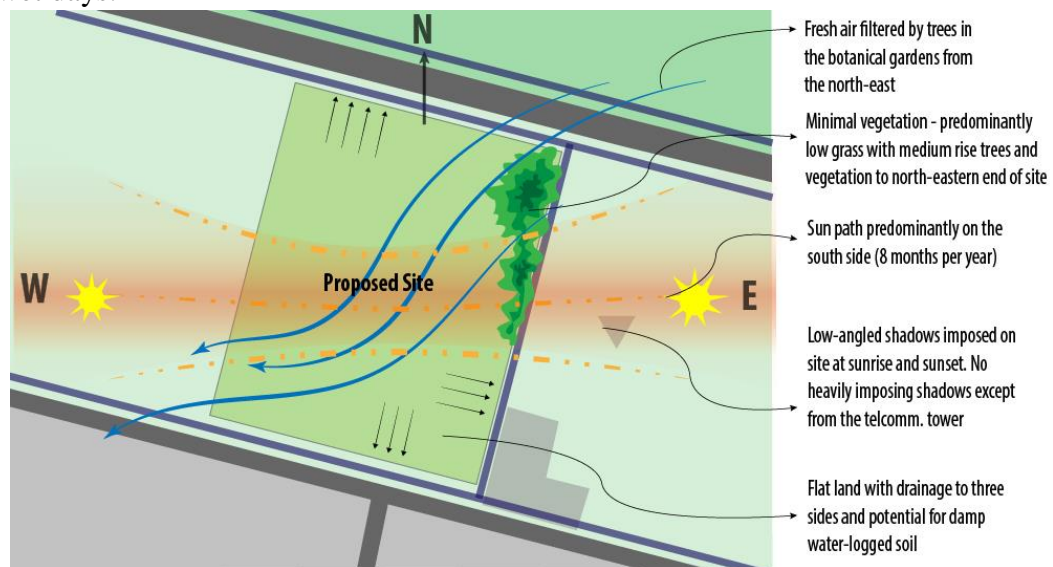 N
W
Proposed Site
E
Fresh air filtered by trees in
the botanical gardens from
the north-east
Minimal vegetation - predominantly
low grass with medium rise trees and
vegetation to north-eastern end of site
Sun path predominantly on the
south side (8 months per year)
Low-angled shadows imposed on
site at sunrise and sunset. No
heavily imposing shadows except
from the telcomm. tower
Flat land with drainage to three
sides and potential for damp
water-logged soil